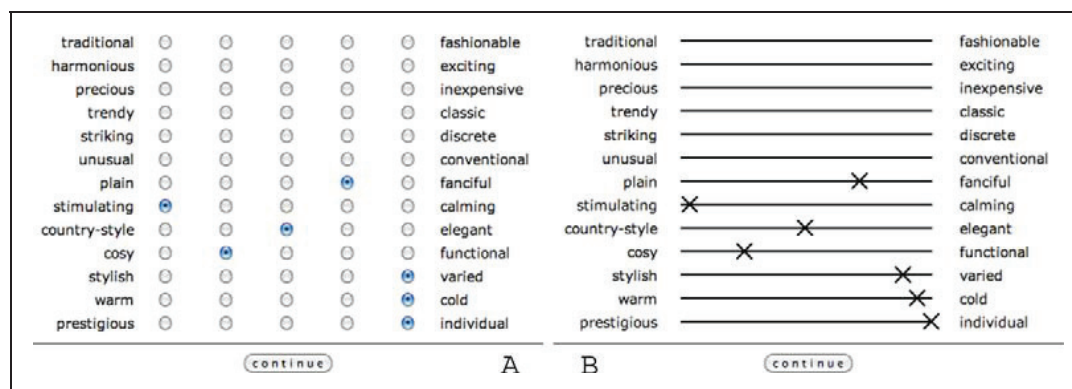 traditional fashionable
harmonious exciting
precious inexpensive
trendy classic
striking discrete
unusual conventional
plain fanciful
stimulating calming
country-style elegant
cosy functional
stylish varied
warm cold
prestigious individual
continue A
traditional fashionable
harmonious exciting
precious inexpensive
trendy classic
striking discrete
unusual conventional
plain fanciful
stimulating calming
country-style elegant
cosy functional
stylish varied
warm cold
prestigious individual
B continue